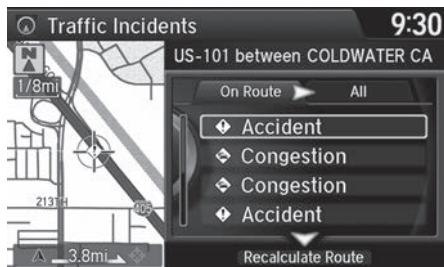 Traffic Incidents
9:30
US-101 between COLDWATER CA
1/8mi
On Route
All
Accident
Congestion
Congestion
Accident
213TH
405
3.8mi
Recalculate Route